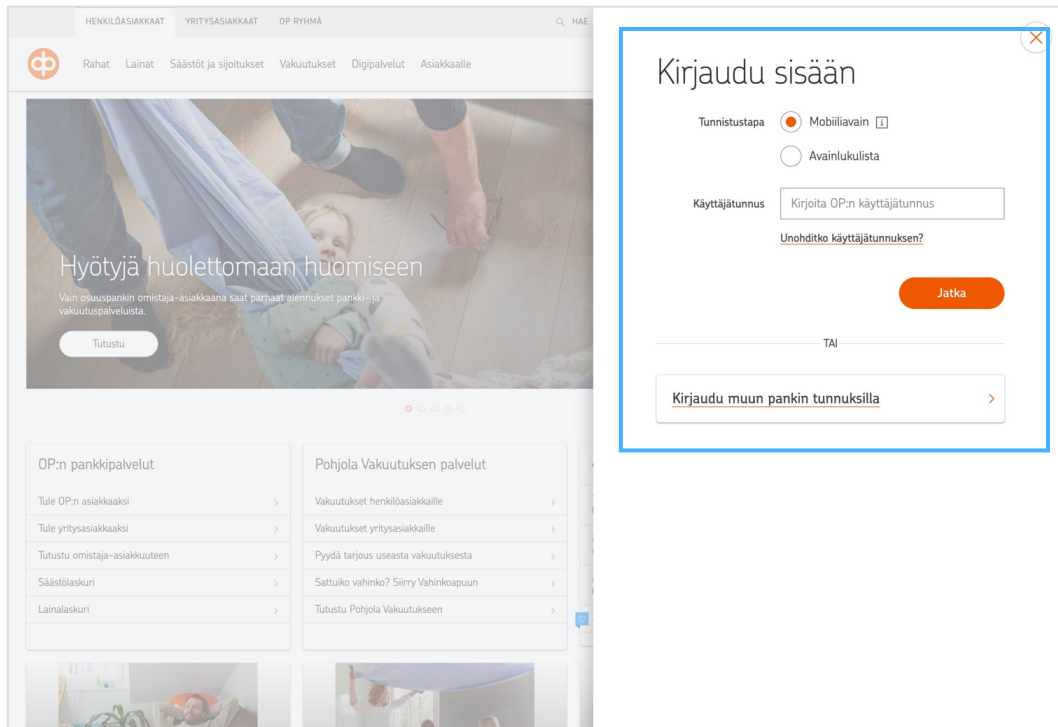 HENKILÖASIAKKAAT YRITYSASIAKKAAT OP RYHMÄ HAE
Rahat Lainat Säästöt ja sijoitukset Vakuutukset Digipalvelut Asiakkaalle
Hyötyjä huolettomaan huomiseen
Vain osuuspankin omistaja-asiakkaana saat parhaat alennukset pankki- ja
vakuutuspalveluista.
Tutustu
OP:n pankkipalvelut
Tule OP:n asiakkaaksi
Tule yritysasiakkaaksi
Tutustu omistaja-asiakkuuteen
Säästölaskuri
Lainalaskuri
Pohjola Vakuutuksen palvelut
Vakuutukset henkilöasiakkaille
Vakuutukset yritysasiakkaille
Pyydä tarjous useasta vakuutuksesta
Sattuiko vahinko? Siirry Vahinkoapuun
Tutustu Pohjola Vakuutukseen
Kirjaudu sisään
Tunnistustapa Mobiiliavain i
Avainlukulista
Käyttäjätunnus Kirjoita OP:n käyttäjätunnus
Unohditko käyttäjätunnuksen?
Jatka
TAI
Kirjaudu muun pankin tunnuksilla